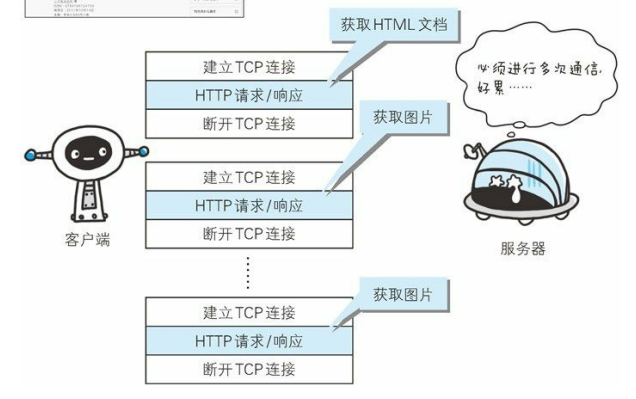 获取HTML文档
建立TCP连接
HTTP请求/响应
断开TCP连接
必须进行多次通信,
好累……
获取图片
建立TCP连接
HTTP请求/响应
断开TCP连接
客户端
服务器
获取图片
建立TCP连接
HTTP请求/响应
断开TCP连接